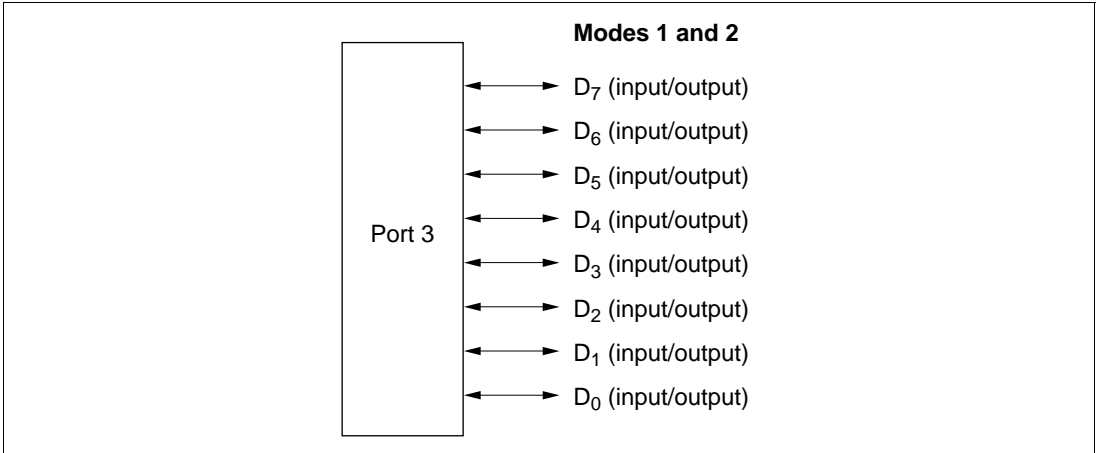 Modes 1 and 2
D7 (input/output)
D6 (input/output)
D5 (input/output)
D4 (input/output)
Port 3
D3 (input/output)
D2 (input/output)
D1 (input/output)
D0 (input/output)